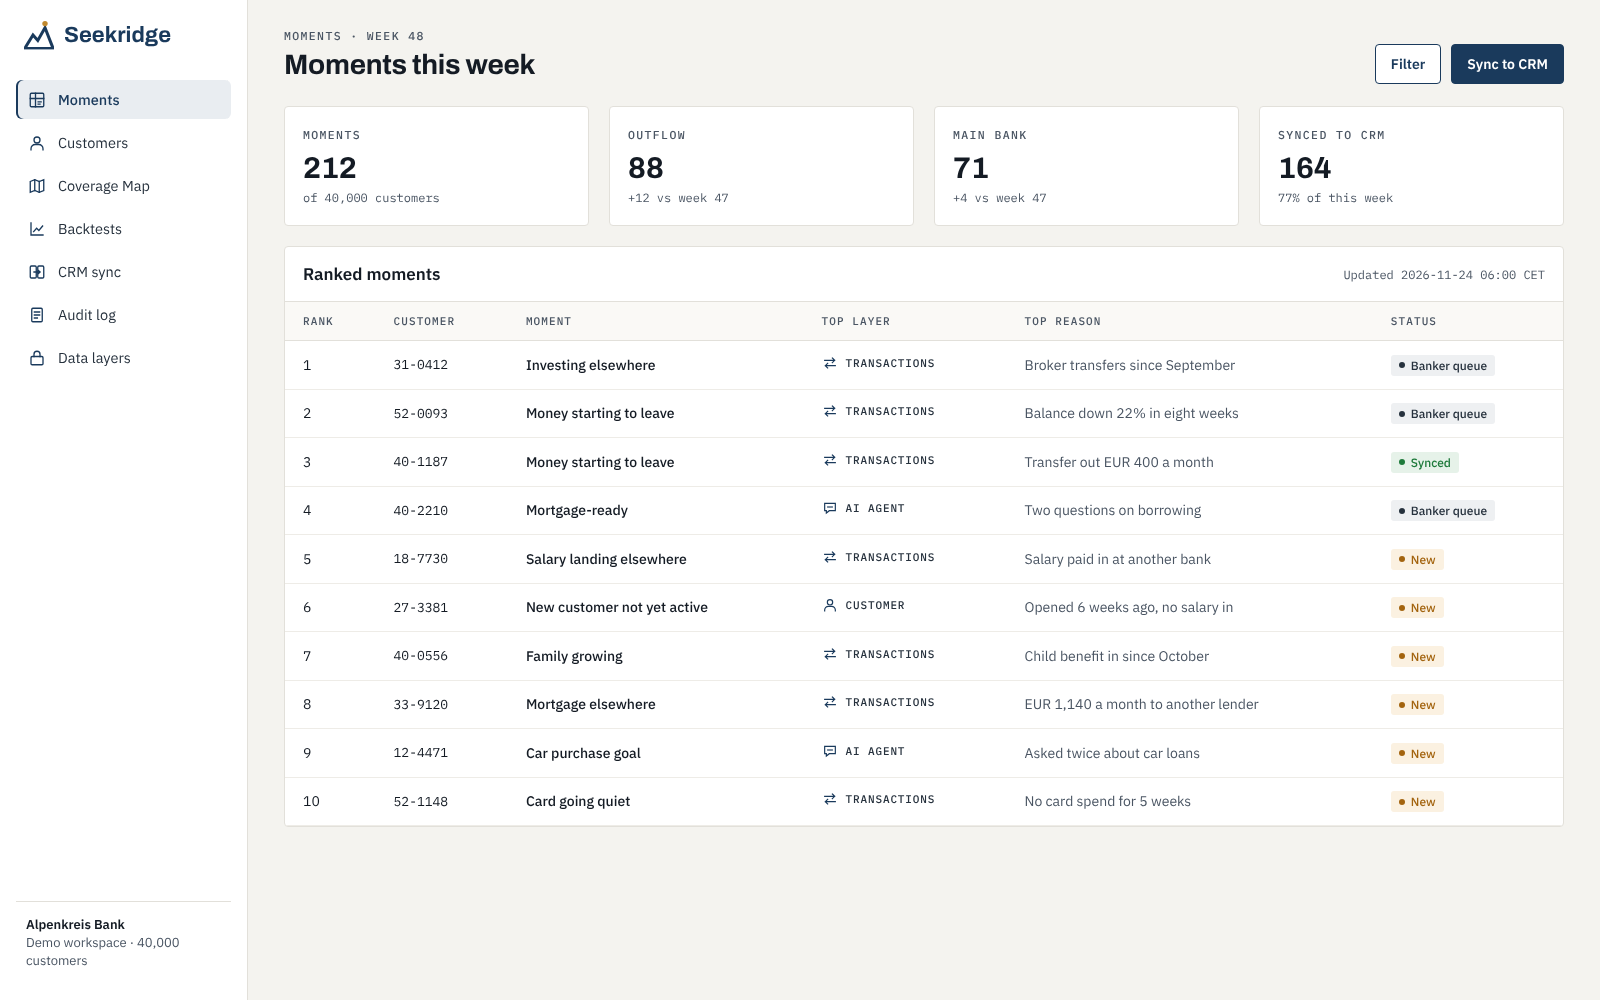 Seekridge
Moments
Customers
Coverage Map
Backtests
CRM sync
Audit log
Data layers
Alpenkreis Bank
Demo workspace · 40,000
customers
MOMENTS · WEEK 48
Moments this week
Filter
Sync to CRM
MOMENTS
212
of 40,000 customers
OUTFLOW
88
+12 vs week 47
MAIN BANK
71
+4 vs week 47
SYNCED TO CRM
164
77% of this week
Ranked moments
Updated 2026-11-24 06:00 CET
RANK CUSTOMER MOMENT TOP LAYER TOP REASON STATUS
1 31-0412 Investing elsewhere TRANSACTIONS Broker transfers since September Banker queue
2 52-0093 Money starting to leave TRANSACTIONS Balance down 22% in eight weeks Banker queue
3 40-1187 Money starting to leave TRANSACTIONS Transfer out EUR 400 a month Synced
4 40-2210 Mortgage-ready AI AGENT Two questions on borrowing Banker queue
5 18-7730 Salary landing elsewhere TRANSACTIONS Salary paid in at another bank New
6 27-3381 New customer not yet active CUSTOMER Opened 6 weeks ago, no salary in New
7 40-0556 Family growing TRANSACTIONS Child benefit in since October New
8 33-9120 Mortgage elsewhere TRANSACTIONS EUR 1,140 a month to another lender New
9 12-4471 Car purchase goal AI AGENT Asked twice about car loans New
10 52-1148 Card going quiet TRANSACTIONS No card spend for 5 weeks New